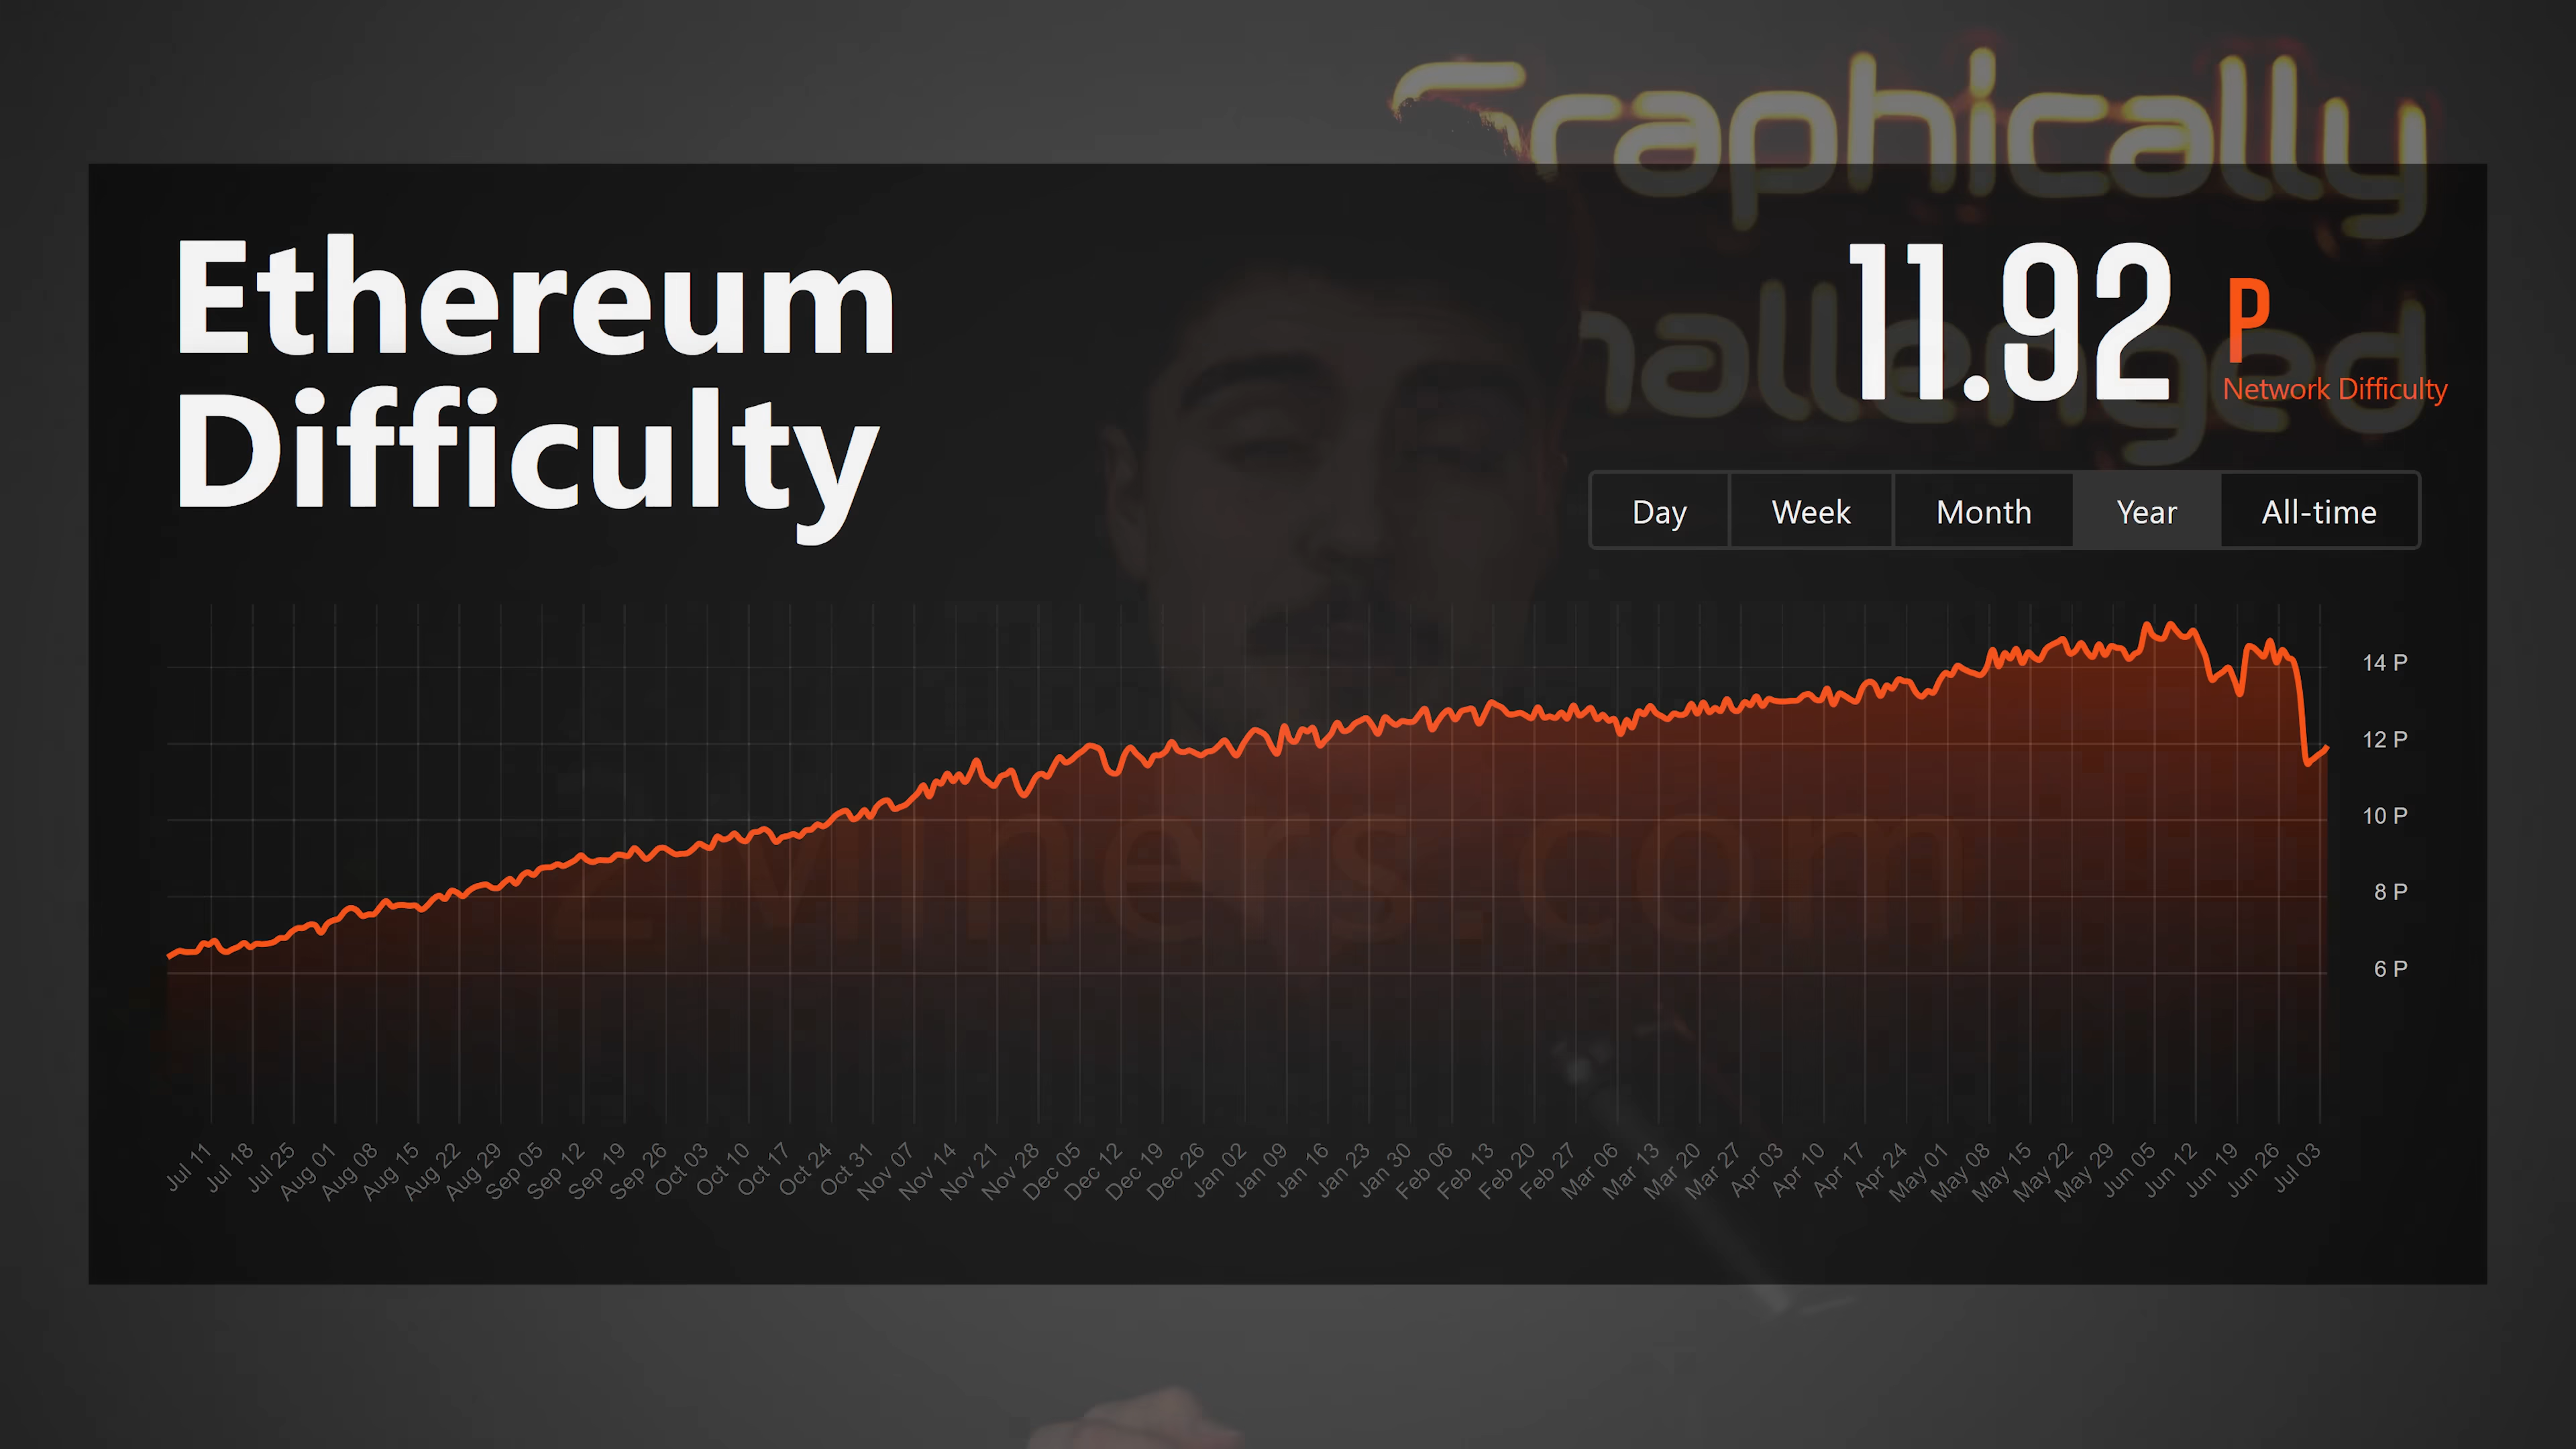 Graphically
Challenged
Ethereum
Difficulty
11.92 P
Network Difficulty
Day Week Month Year All-time
14 P
12 P
10 P
8 P
6 P
2Miners.com
Jul 11 Jul 18 Jul 25 Aug 01 Aug 08 Aug 15 Aug 22 Aug 29 Sep 05 Sep 12 Sep 19 Sep 26 Oct 03 Oct 10 Oct 17 Oct 24 Oct 31 Nov 07 Nov 14 Nov 21 Nov 28 Dec 05 Dec 12 Dec 19 Dec 26 Jan 02 Jan 09 Jan 16 Jan 23 Jan 30 Feb 06 Feb 13 Feb 20 Feb 27 Mar 06 Mar 13 Mar 20 Mar 27 Apr 03 Apr 10 Apr 17 Apr 24 May 01 May 08 May 15 May 22 May 29 Jun 05 Jun 12 Jun 19 Jun 26 Jul 03